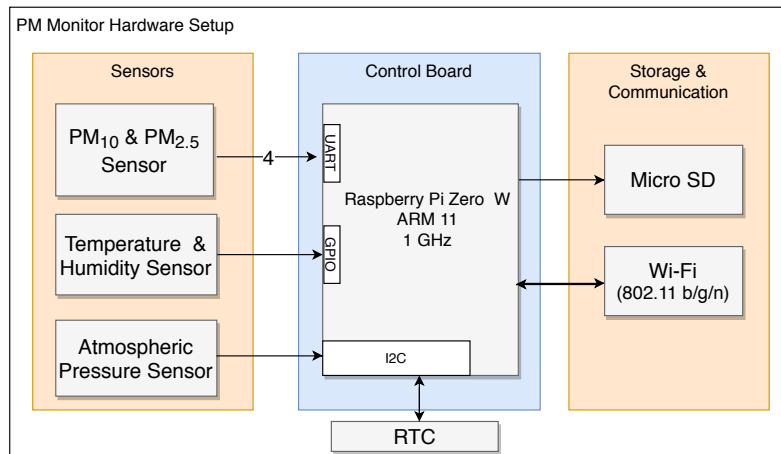 PM Monitor Hardware Setup
Sensors
PM10 & PM2.5
Sensor
4
Temperature &
Humidity Sensor
Atmospheric
Pressure Sensor
Control Board
UART
GPIO
Raspberry Pi Zero W
ARM 11
1 GHz
I2C
RTC
Storage &
Communication
Micro SD
Wi-Fi
(802.11 b/g/n)